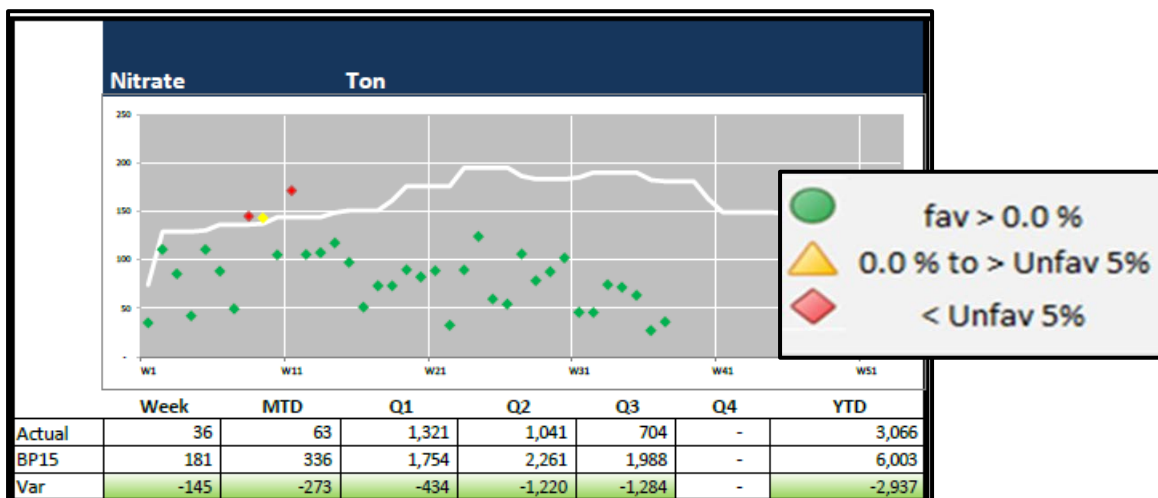 Nitrate Ton
250
200
150
100
50
-
W1 W11 W21 W31 W41 W51
fav > 0.0 %
0.0 % to > Unfav 5%
< Unfav 5%
Week MTD Q1 Q2 Q3 Q4 YTD
Actual 36 63 1,321 1,041 704 - 3,066
BP15 181 336 1,754 2,261 1,988 - 6,003
Var -145 -273 -434 -1,220 -1,284 - -2,937